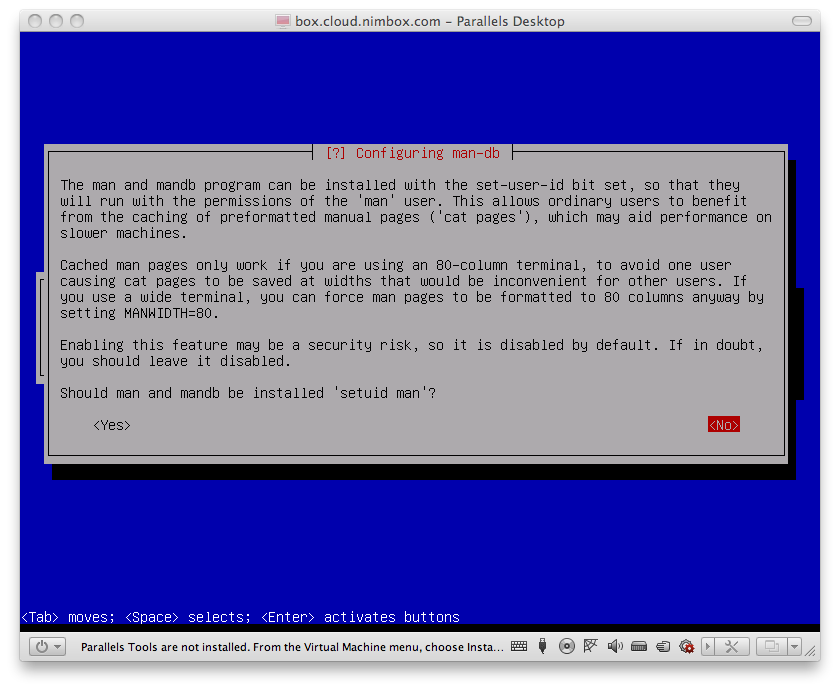 box.cloud.nimbox.com – Parallels Desktop
[?] Configuring man-db
The man and mandb program can be installed with the set-user-id bit set, so that they
will run with the permissions of the 'man' user. This allows ordinary users to benefit
from the caching of preformatted manual pages ('cat pages'), which may aid performance on
slower machines.
Cached man pages only work if you are using an 80-column terminal, to avoid one user
causing cat pages to be saved at widths that would be inconvenient for other users. If
you use a wide terminal, you can force man pages to be formatted to 80 columns anyway by
setting MANWIDTH=80.
Enabling this feature may be a security risk, so it is disabled by default. If in doubt,
you should leave it disabled.
Should man and mandb be installed 'setuid man'?
<Yes> <No>
<Tab> moves; <Space> selects; <Enter> activates buttons
Parallels Tools are not installed. From the Virtual Machine menu, choose Insta...